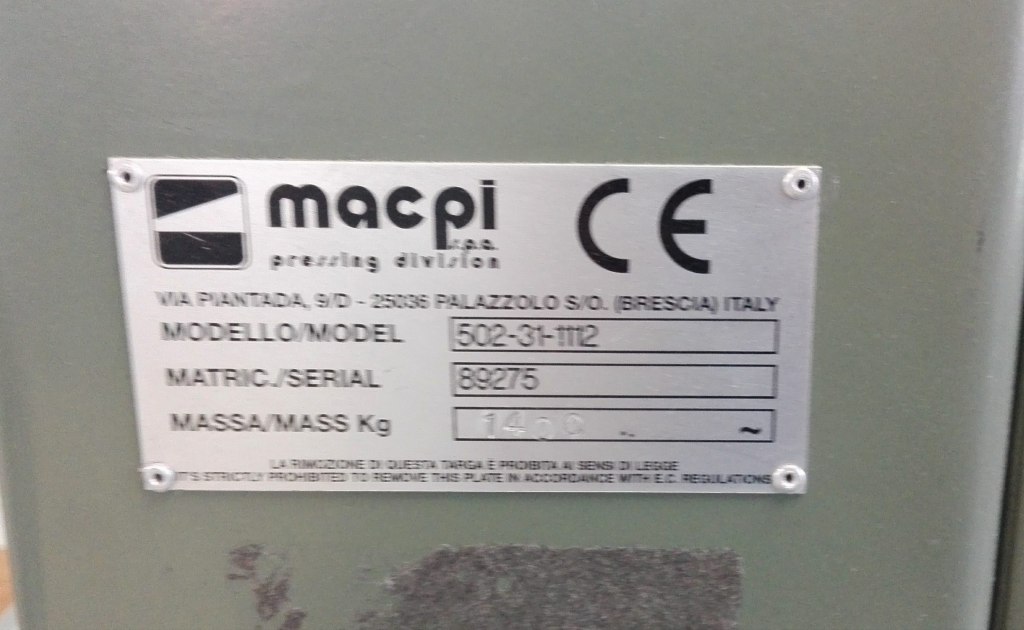 macpi
s.p.a.
pressing division
CE
VIA PIANTADA, 9/D - 25036 PALAZZOLO S/O. (BRESCIA) ITALY
MODELLO/MODEL 502-31-1112
MATRIC./SERIAL 89275
MASSA/MASS Kg 1400 ~
LA RIMOZIONE DI QUESTA TARGA È PROIBITA AI SENSI DI LEGGE
IT'S STRICTLY PROHIBITED TO REMOVE THIS PLATE IN ACCORDANCE WITH E.C. REGULATIONS